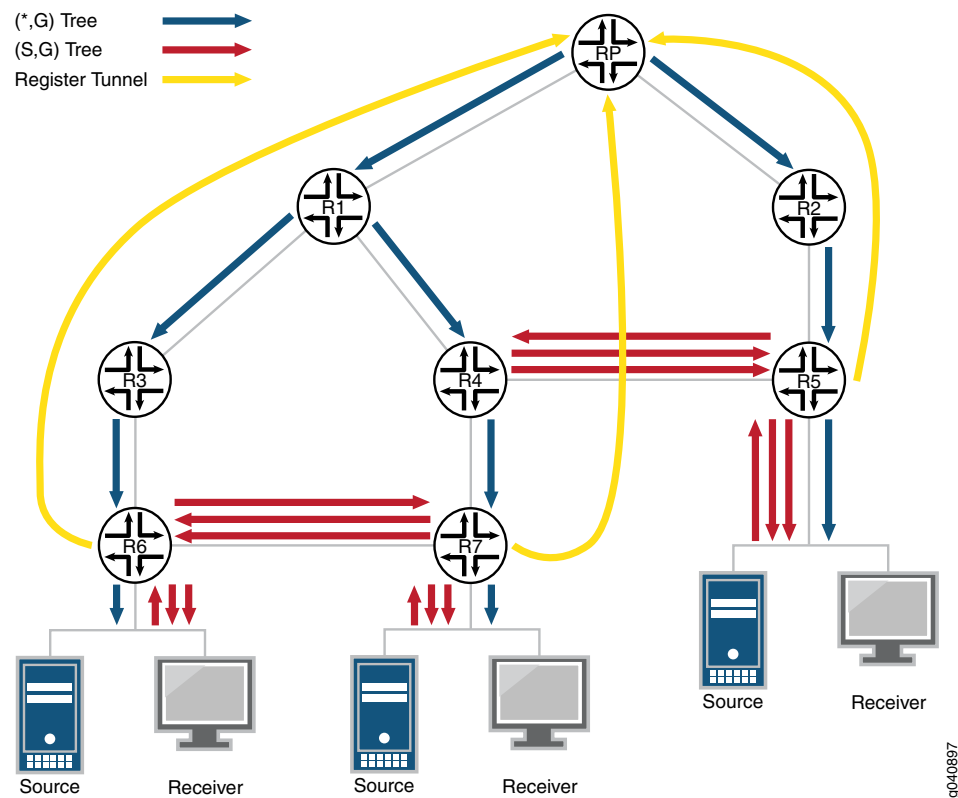 (*,G) Tree
(S,G) Tree
Register Tunnel
RP
R1
R2
R3
R4
R5
R6
R7
Source
Receiver
Source
Receiver
Source
Receiver
g040897